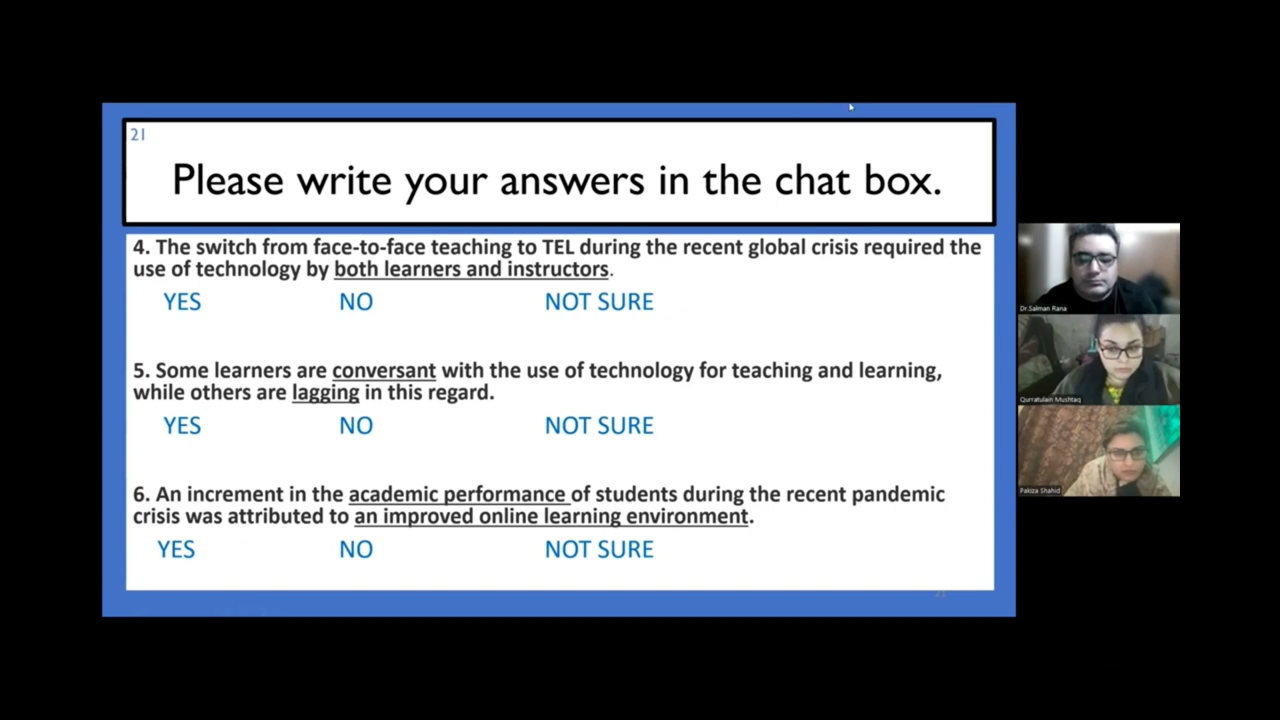 21
Please write your answers in the chat box.
4. The switch from face-to-face teaching to TEL during the recent global crisis required the
use of technology by both learners and instructors.
YES NO NOT SURE
5. Some learners are conversant with the use of technology for teaching and learning,
while others are lagging in this regard.
YES NO NOT SURE
6. An increment in the academic performance of students during the recent pandemic
crisis was attributed to an improved online learning environment.
YES NO NOT SURE
21
Dr.Salman Rana
Qurratulain Mushtaq
Pakiza Shahid